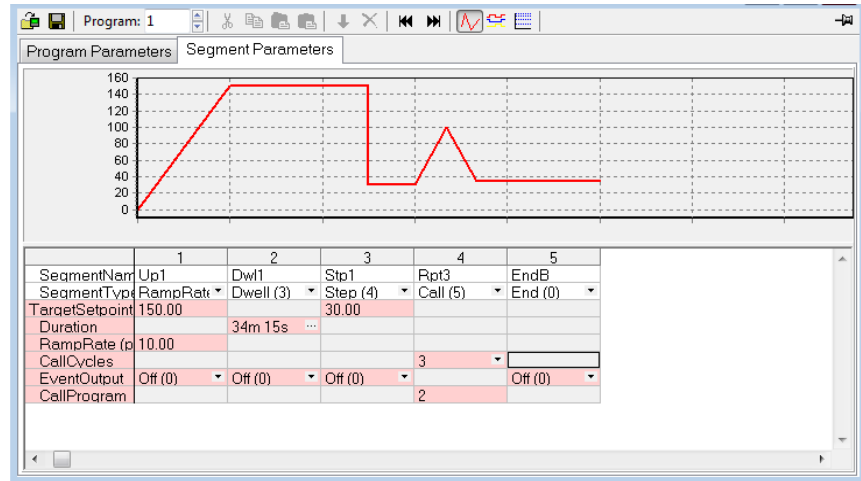 Program: 1
Program Parameters Segment Parameters
160
140
120
100
80
60
40
20
0
1 2 3 4 5
SegmentNam Up1 Dwl1 Stp1 Rpt3 EndB
SegmentType RampRate Dwell (3) Step (4) Call (5) End (0)
TargetSetpoint 150.00 30.00
Duration 34m 15s ...
RampRate (p 10.00
CallCycles 3
EventOutput Off (0) Off (0) Off (0) Off (0)
CallProgram 2